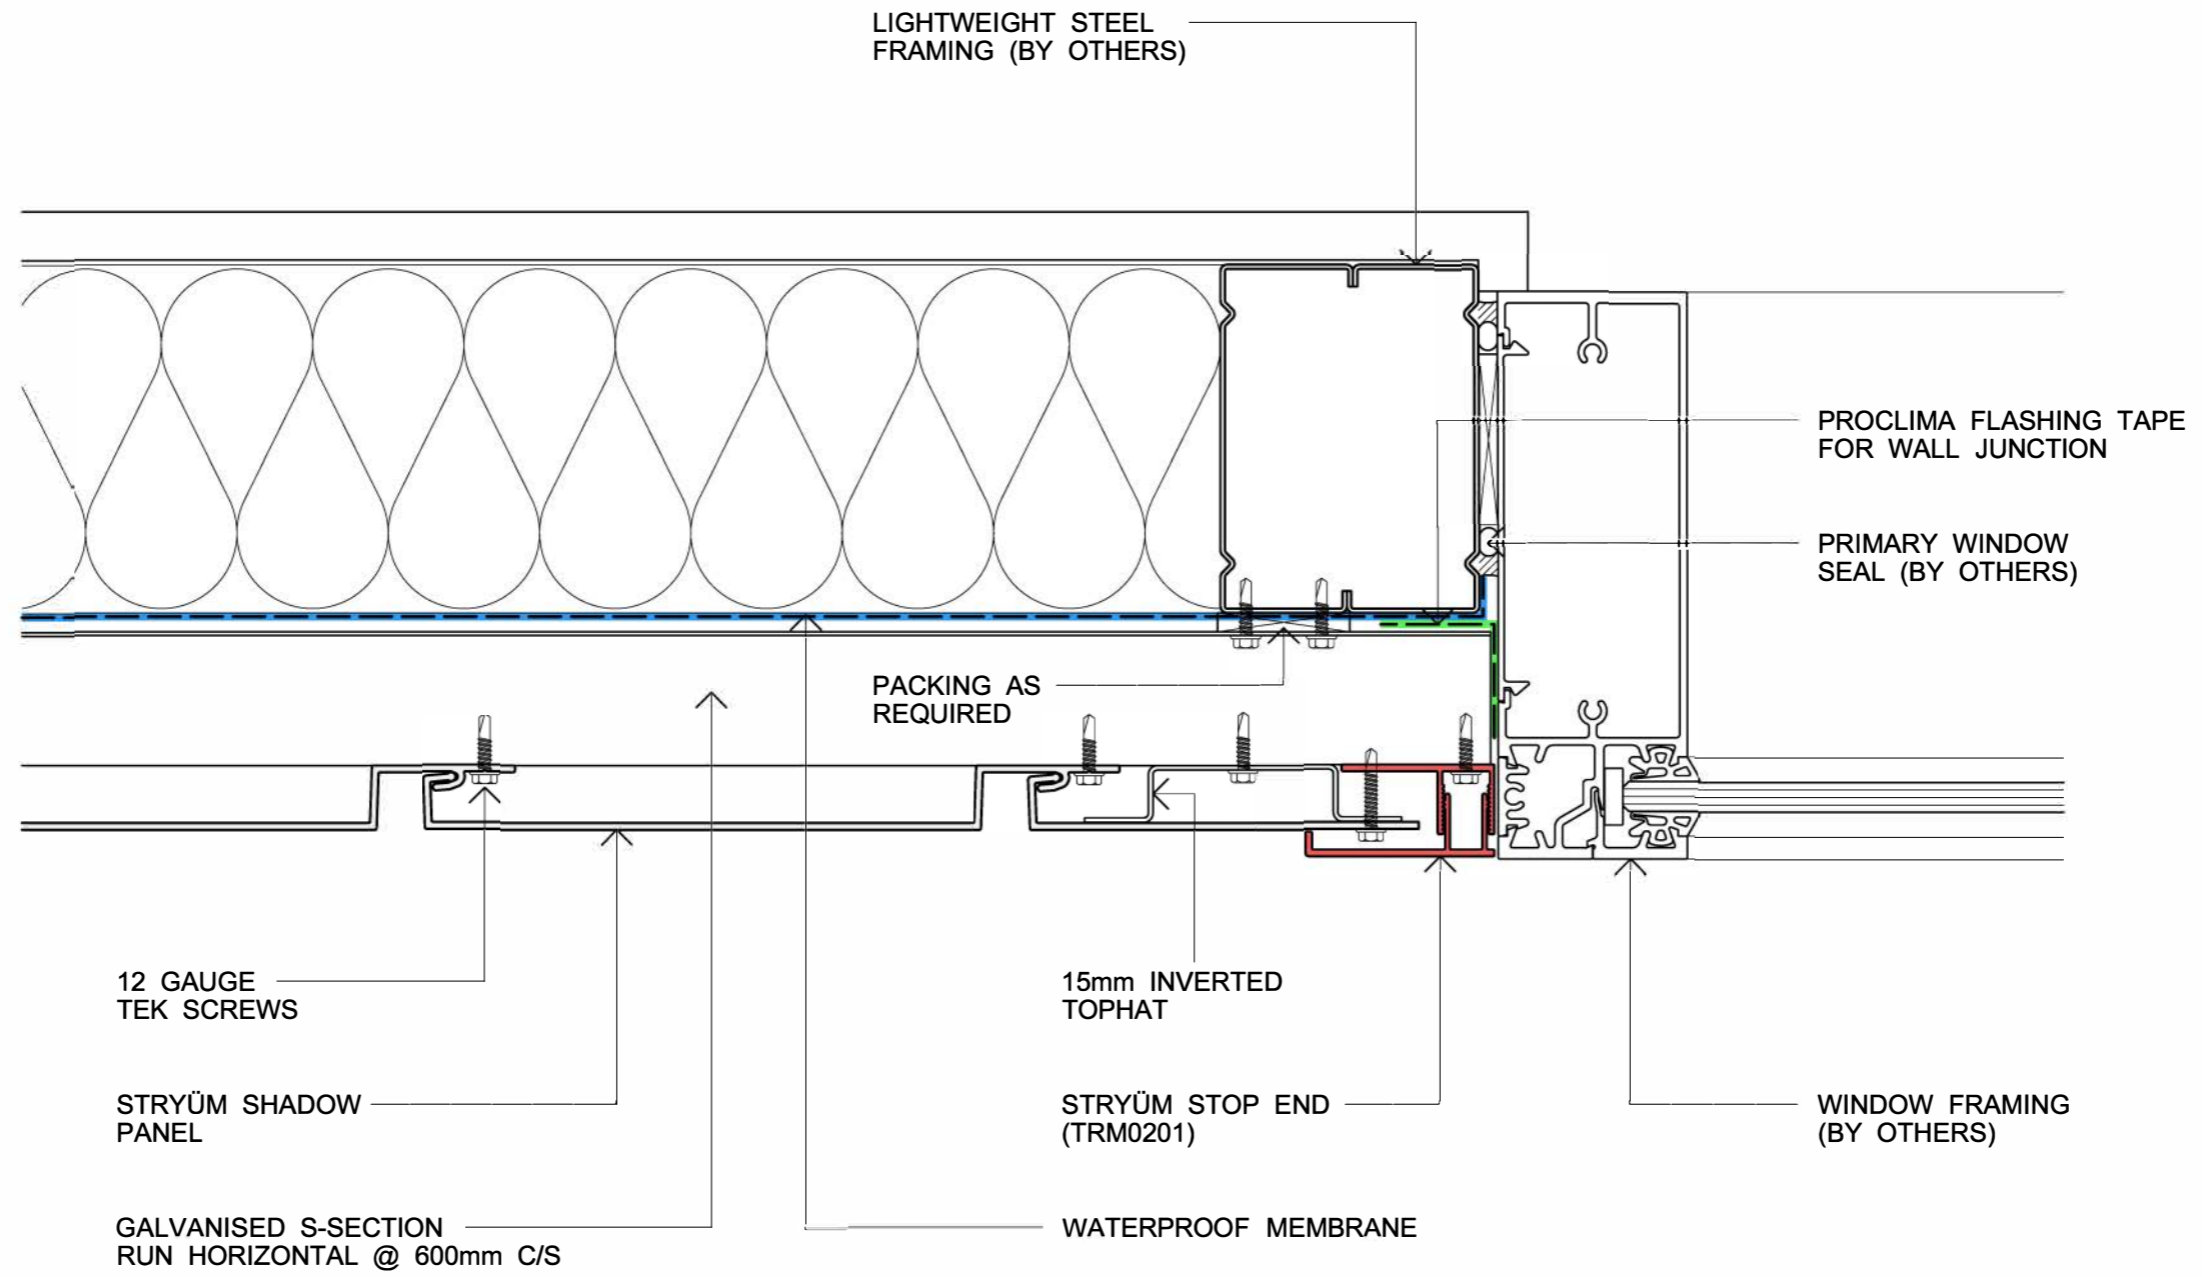 LIGHTWEIGHT STEEL
FRAMING (BY OTHERS)
PROCLIMA FLASHING TAPE
FOR WALL JUNCTION
PRIMARY WINDOW
SEAL (BY OTHERS)
PACKING AS
REQUIRED
12 GAUGE
TEK SCREWS
15mm INVERTED
TOPHAT
STRYÜM SHADOW
PANEL
STRYÜM STOP END
(TRM0201)
WINDOW FRAMING
(BY OTHERS)
GALVANISED S-SECTION
RUN HORIZONTAL @ 600mm C/S
WATERPROOF MEMBRANE